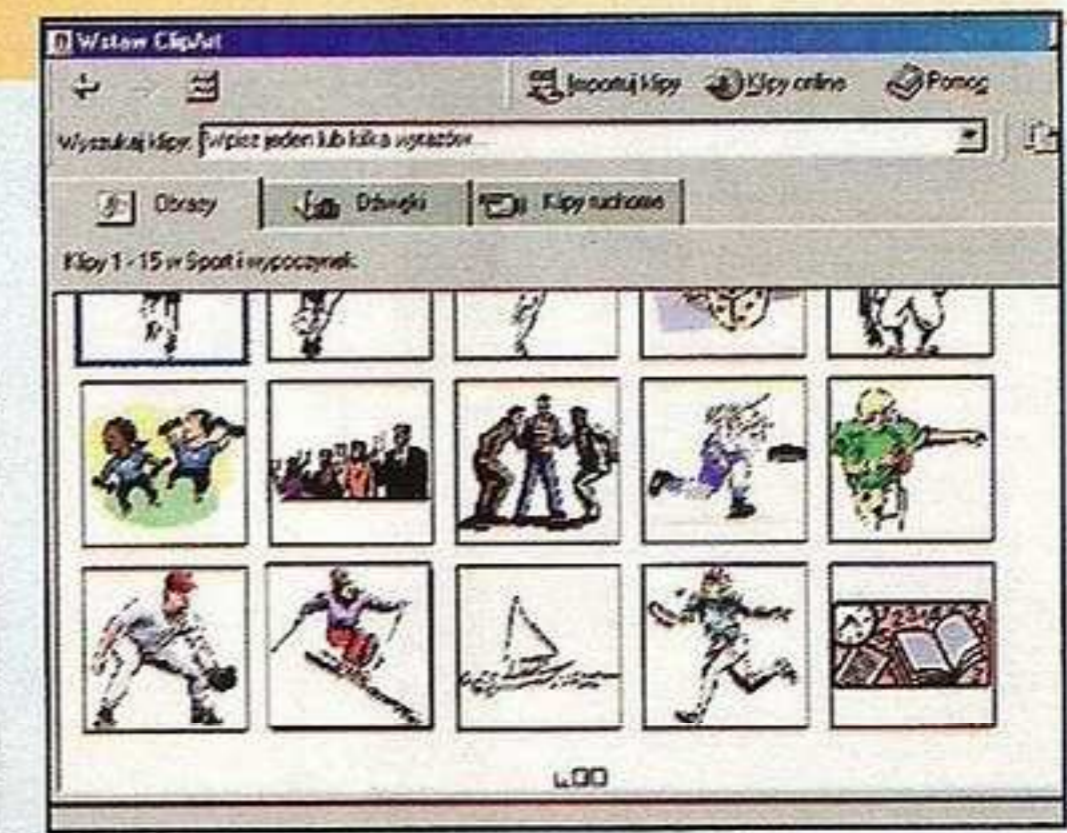 Wstaw ClipArt
Importuj klipy Klipy online Pomoc
Wyszukaj klipy: Wpisz jeden lub kilka wyrazów...
Obrazy Dźwięki Klipy ruchome
Klipy 1 - 15 w Sport i wypoczynek